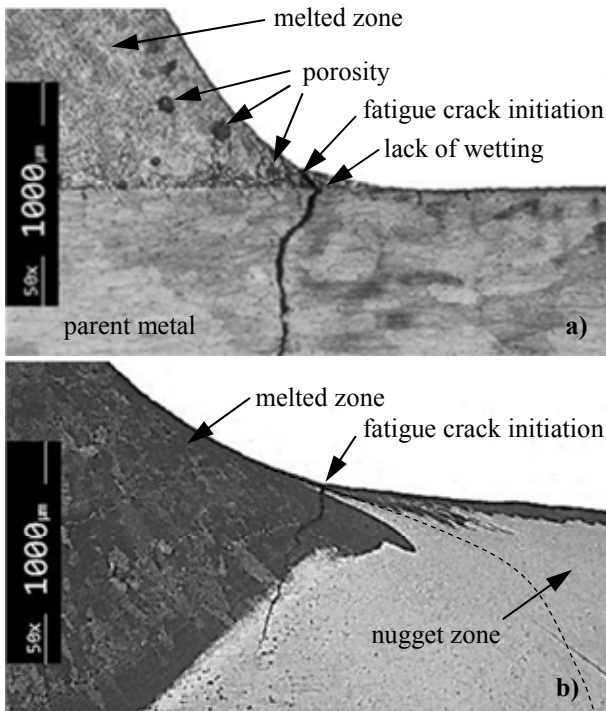 melted zone
porosity
fatigue crack initiation
lack of wetting
50x 1000µm
parent metal
a)
melted zone
fatigue crack initiation
50x 1000µm
nugget zone
b)